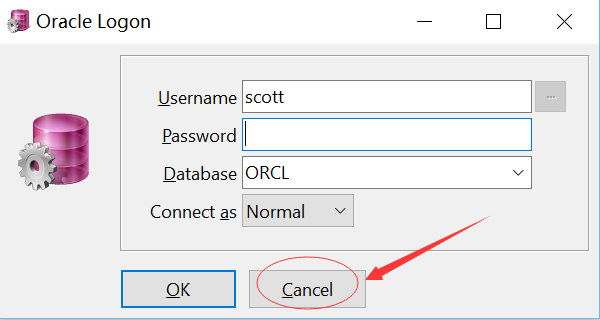 Oracle Logon
Username scott ...
Password
Database ORCL
Connect as Normal
OK Cancel